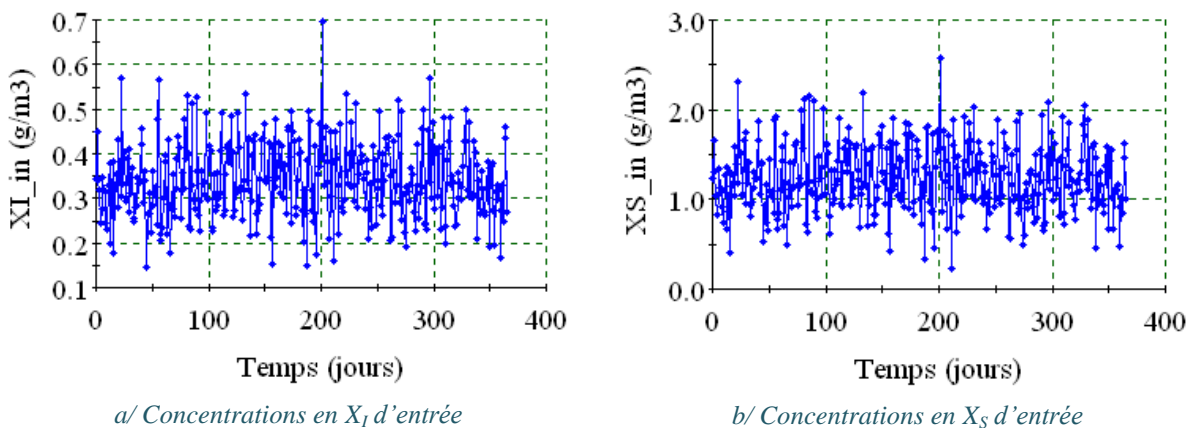 0.7
0.6
0.5
0.4
0.3
0.2
0.1
XI_in (g/m3)
0 100 200 300 400
Temps (jours)
a/ Concentrations en XI d'entrée
3.0
2.0
1.0
0.0
XS_in (g/m3)
0 100 200 300 400
Temps (jours)
b/ Concentrations en XS d'entrée